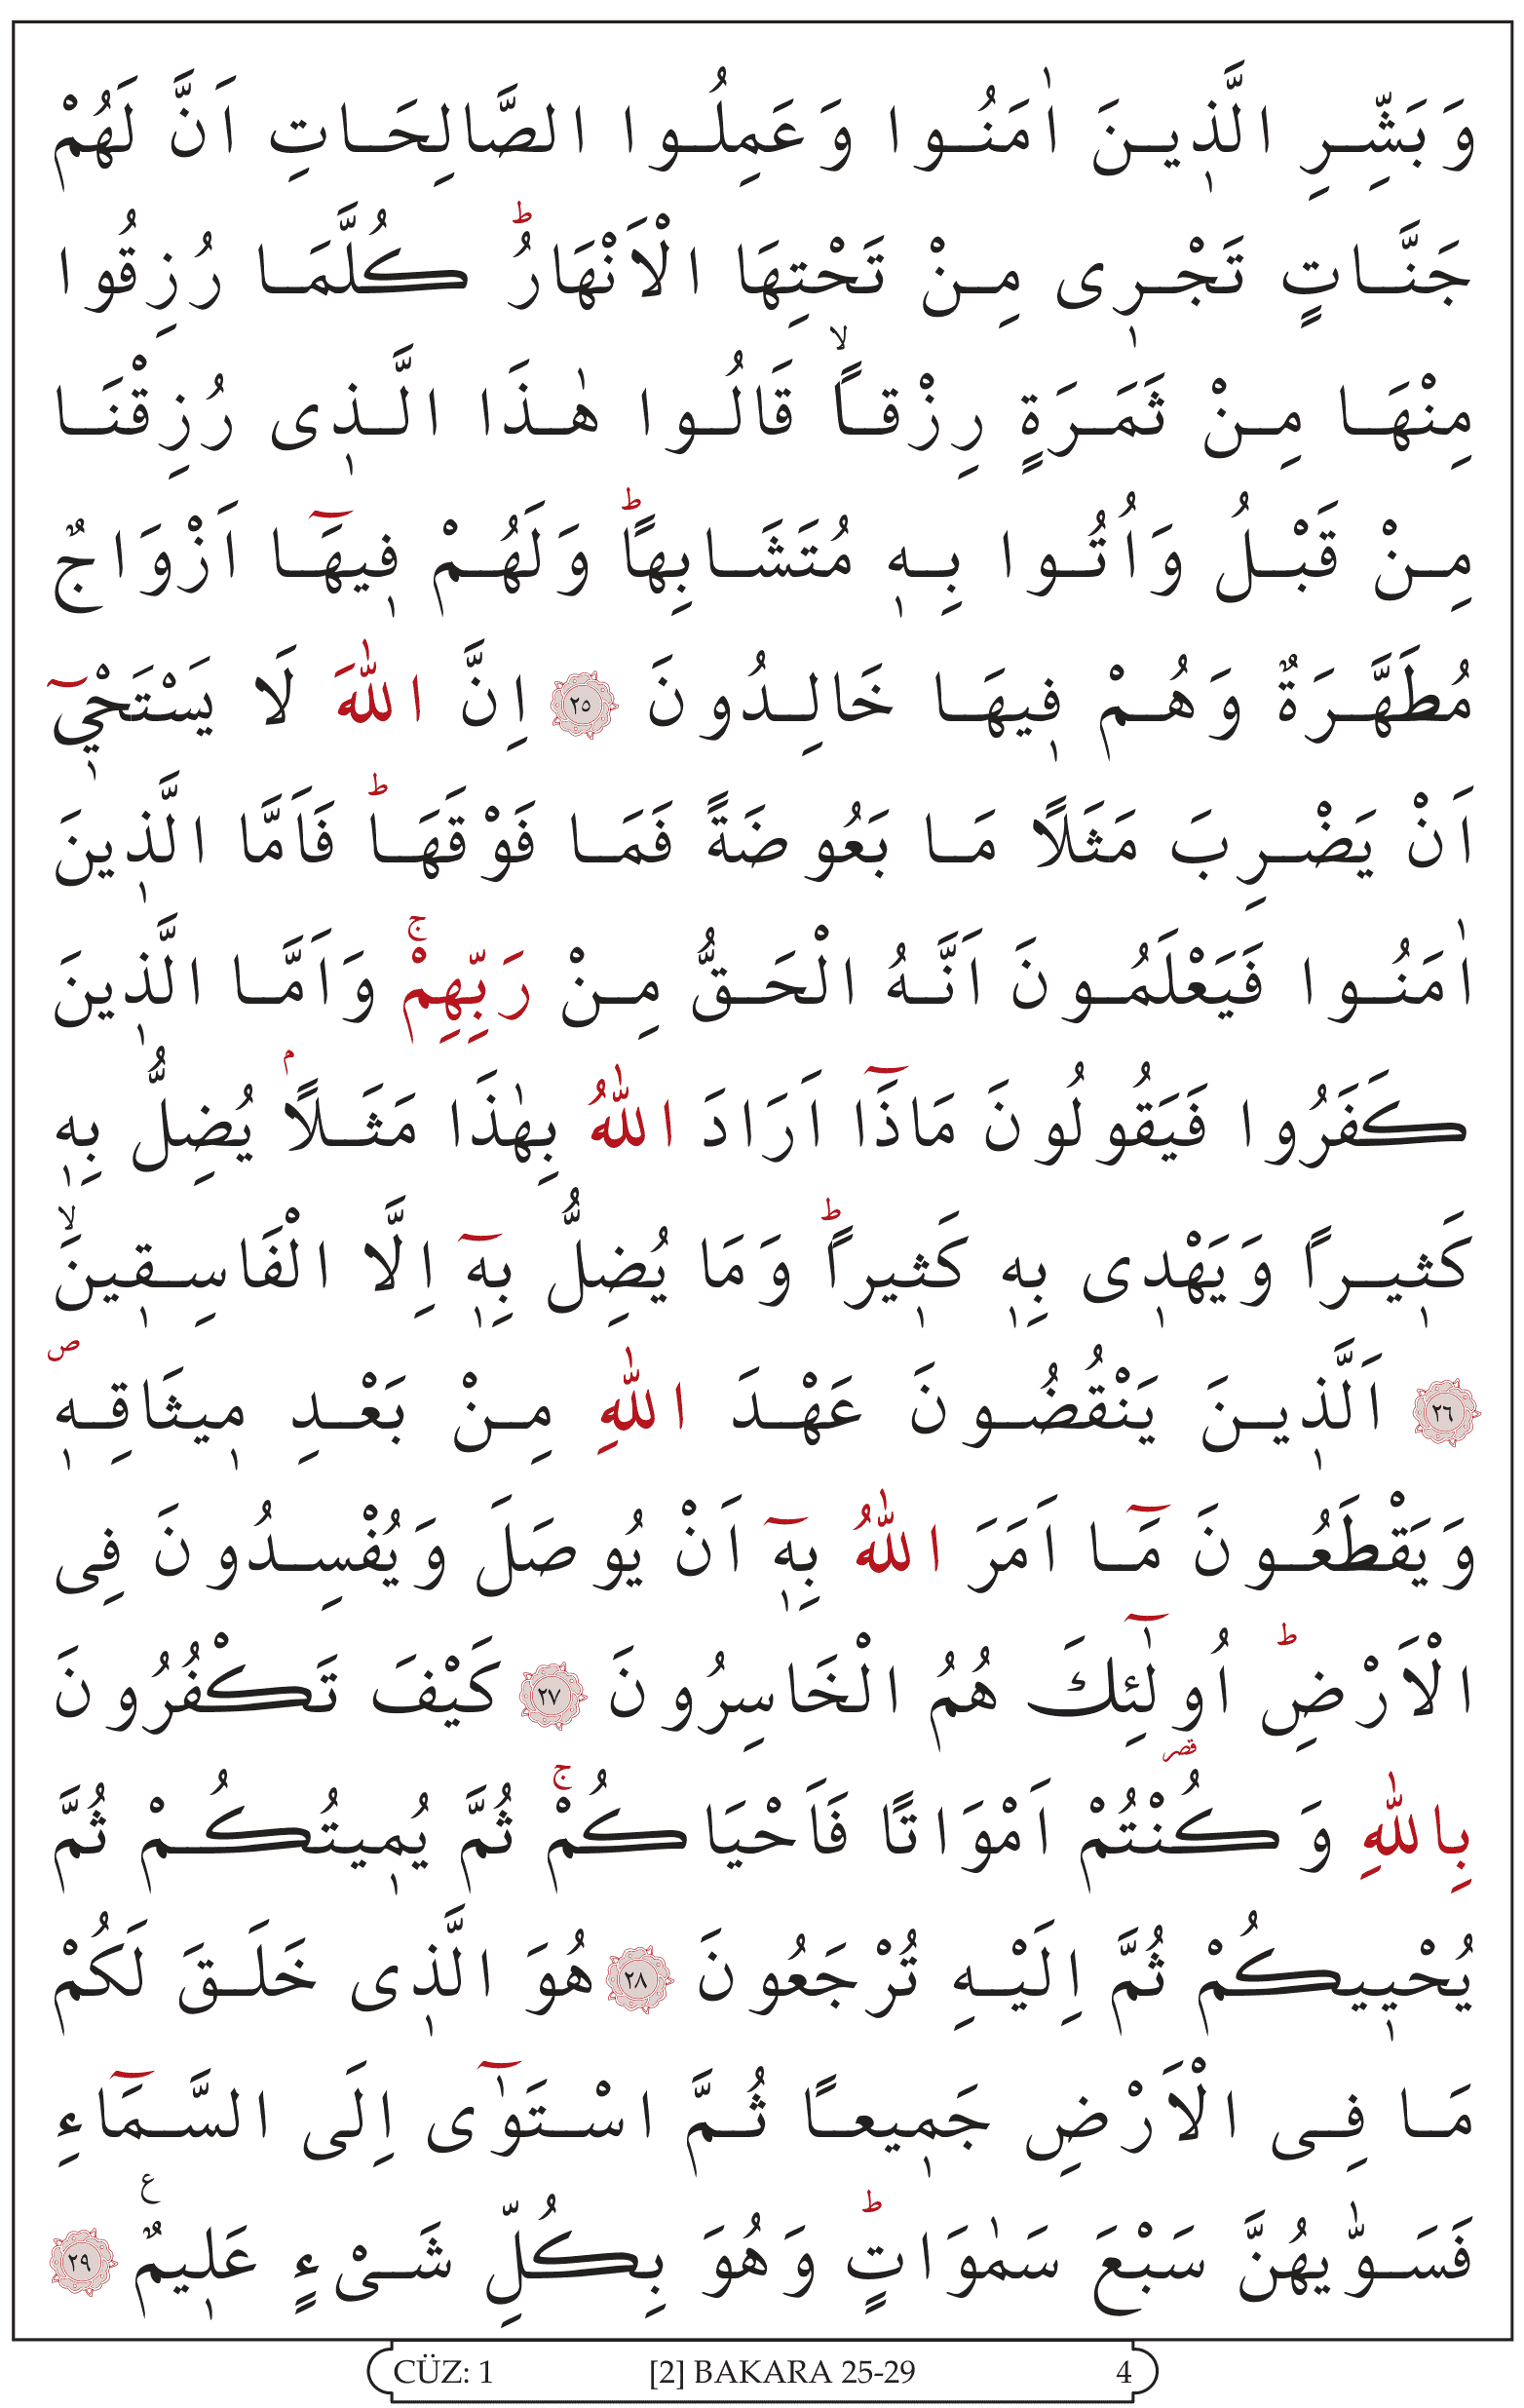 وَبَشِّرِ الَّذٖينَ اٰمَنُوا وَعَمِلُوا الصَّالِحَاتِ اَنَّ لَهُمْ
جَنَّاتٍ تَجْرٖى مِنْ تَحْتِهَا الْاَنْهَارُؕ كُلَّمَا رُزِقُوا
مِنْهَا مِنْ ثَمَرَةٍ رِزْقاًۙ قَالُوا هٰذَا الَّذٖى رُزِقْنَا
مِنْ قَبْلُ وَاُتُوا بِهٖ مُتَشَابِهاًؕ وَلَهُمْ فٖيهَٓا اَزْوَاجٌ
مُطَهَّرَةٌ وَهُمْ فٖيهَا خَالِدُونَ ﴿٢٥﴾ اِنَّ اللّٰهَ لَا يَسْتَحْيٖٓ
اَنْ يَضْرِبَ مَثَلًا مَا بَعُوضَةً فَمَا فَوْقَهَاؕ فَاَمَّا الَّذٖينَ
اٰمَنُوا فَيَعْلَمُونَ اَنَّهُ الْحَقُّ مِنْ رَبِّهِمْۚ وَاَمَّا الَّذٖينَ
كَفَرُوا فَيَقُولُونَ مَاذَٓا اَرَادَ اللّٰهُ بِهٰذَا مَثَلًاۢ يُضِلُّ بِهٖ
كَثٖيراً وَيَهْدٖى بِهٖ كَثٖيراًؕ وَمَا يُضِلُّ بِهٖٓ اِلَّا الْفَاسِقٖينَۙ
﴿٢٦﴾ اَلَّذٖينَ يَنْقُضُونَ عَهْدَ اللّٰهِ مِنْ بَعْدِ مٖيثَاقِهٖ ص
وَيَقْطَعُونَ مَٓا اَمَرَ اللّٰهُ بِهٖٓ اَنْ يُوصَلَ وَيُفْسِدُونَ فِى
الْاَرْضِؕ اُو۬لٰٓئِكَ هُمُ الْخَاسِرُونَ ﴿٢٧﴾ كَيْفَ تَكْفُرُونَ
بِاللّٰهِ وَكُنْتُمْ اَمْوَاتًا فَاَحْيَاكُمْۚ ثُمَّ يُمٖيتُكُمْ ثُمَّ
يُحْيٖيكُمْ ثُمَّ اِلَيْهِ تُرْجَعُونَ ﴿٢٨﴾ هُوَ الَّذٖى خَلَقَ لَكُمْ
مَا فِى الْاَرْضِ جَمٖيعًا ثُمَّ اسْتَوٰٓى اِلَى السَّمَٓاءِ
فَسَوّٰيهُنَّ سَبْعَ سَمٰوَاتٍؕ وَهُوَ بِكُلِّ شَىْءٍ عَلٖيمٌ ع ﴿٢٩﴾
CÜZ: 1 [2] BAKARA 25-29 4